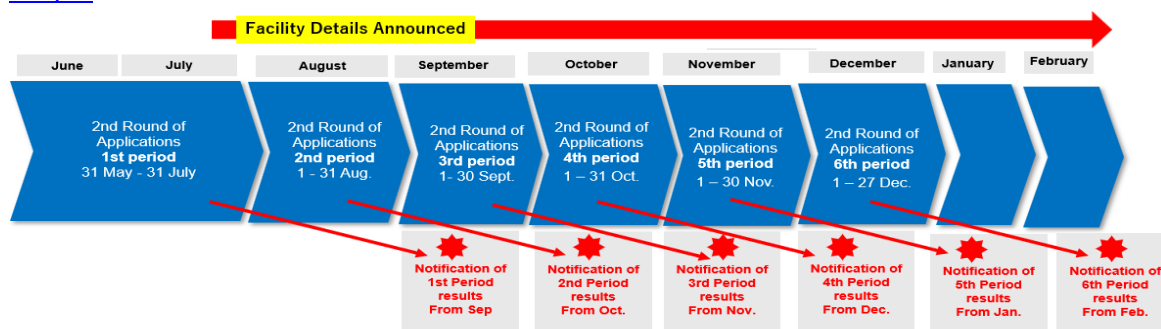 Facility Details Announced
June
July
August
September
October
November
December
January
February
2nd Round of
Applications
1st period
31 May - 31 July
2nd Round of
Applications
2nd period
1 - 31 Aug.
2nd Round of
Applications
3rd period
1- 30 Sept.
2nd Round of
Applications
4th period
1 – 31 Oct.
2nd Round of
Applications
5th period
1 – 30 Nov.
2nd Round of
Applications
6th period
1 – 27 Dec.
Notification of
1st Period
results
From Sep
Notification of
2nd Period
results
From Oct.
Notification of
3rd Period
results
From Nov.
Notification of
4th Period
results
From Dec.
Notification of
5th Period
results
From Jan.
Notification of
6th Period
results
From Feb.